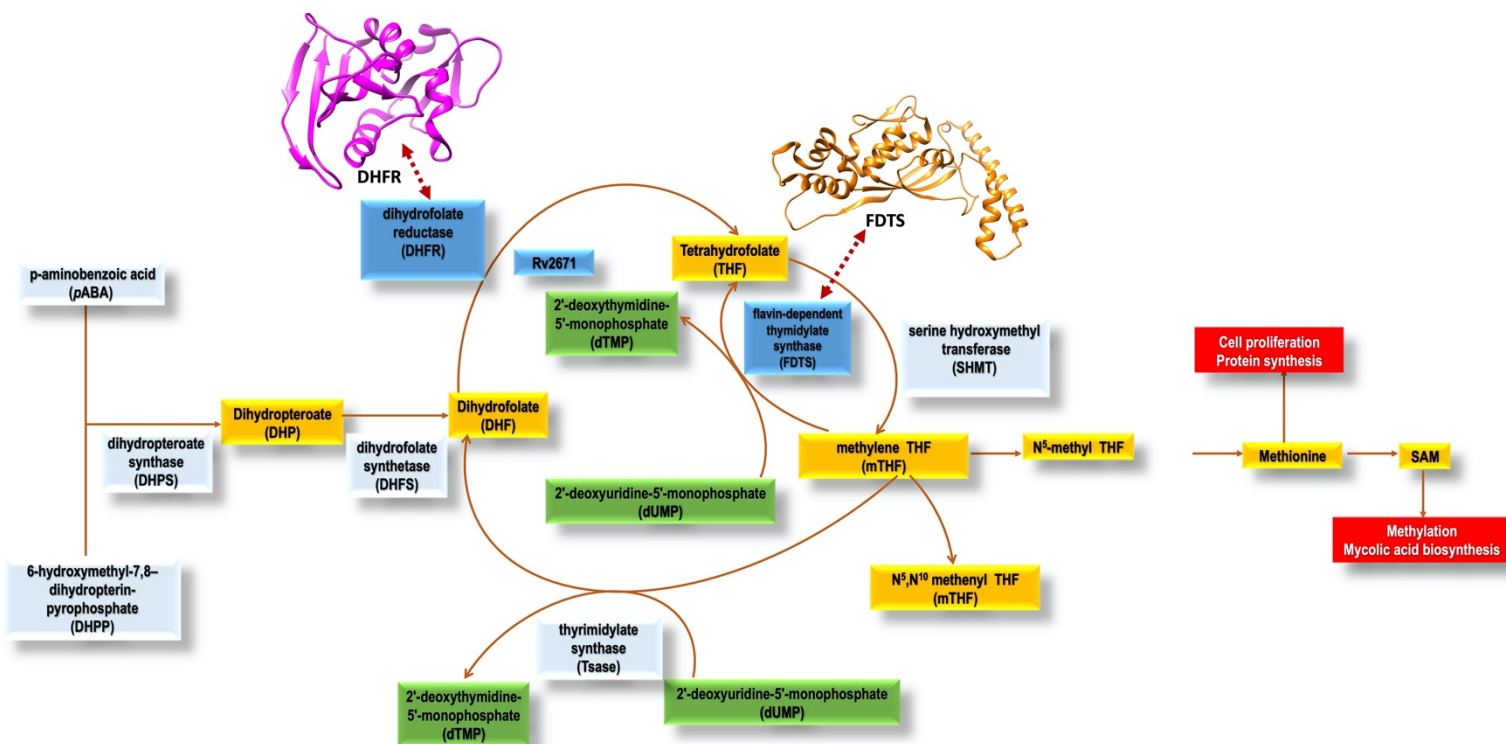 DHFR
dihydrofolate
reductase
(DHFR)
FDTS
Rv2671
Tetrahydrofolate
(THF)
p-aminobenzoic acid
(pABA)
2'-deoxythymidine-
5'-monophosphate
(dTMP)
flavin-dependent
thymidylate
synthase
(FDTS)
serine hydroxymethyl
transferase
(SHMT)
Cell proliferation
Protein synthesis
Dihydropteroate
(DHP)
Dihydrofolate
(DHF)
dihydropteroate
synthase
(DHPS)
dihydrofolate
synthetase
(DHFS)
methylene THF
(mTHF)
N⁵-methyl THF
Methionine
SAM
2'-deoxyuridine-5'-monophosphate
(dUMP)
Methylation
Mycolic acid biosynthesis
6-hydroxymethyl-7,8–
dihydropterin-
pyrophosphate
(DHPP)
N⁵,N¹⁰ methenyl THF
(mTHF)
thyrimidylate
synthase
(Tsase)
2'-deoxythymidine-
5'-monophosphate
(dTMP)
2'-deoxyuridine-5'-monophosphate
(dUMP)